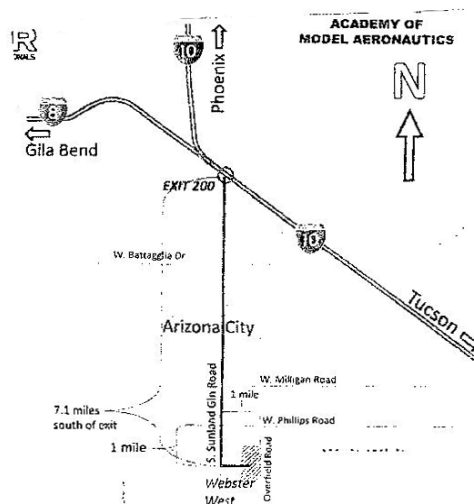 ACADEMY OF
MODEL AERONAUTICS
R
10
Phoenix
N
8
Gila Bend
EXIT 200
10
W. Battaglia Dr
Tucson
Arizona City
S. Sunland Gin Road
W. Milligan Road
1 mile
7.1 miles
south of exit
W. Phillips Road
1 mile
Overfield Road
Webster
West